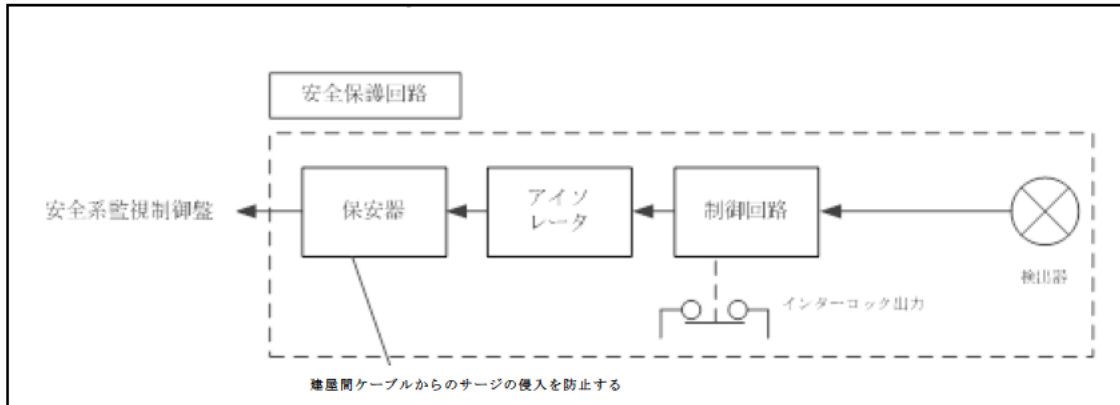 安全保護回路
安全系監視制御盤
保安器
アイソ
レータ
制御回路
検出器
インターロック出力
建屋間ケーブルからのサージの侵入を防止する